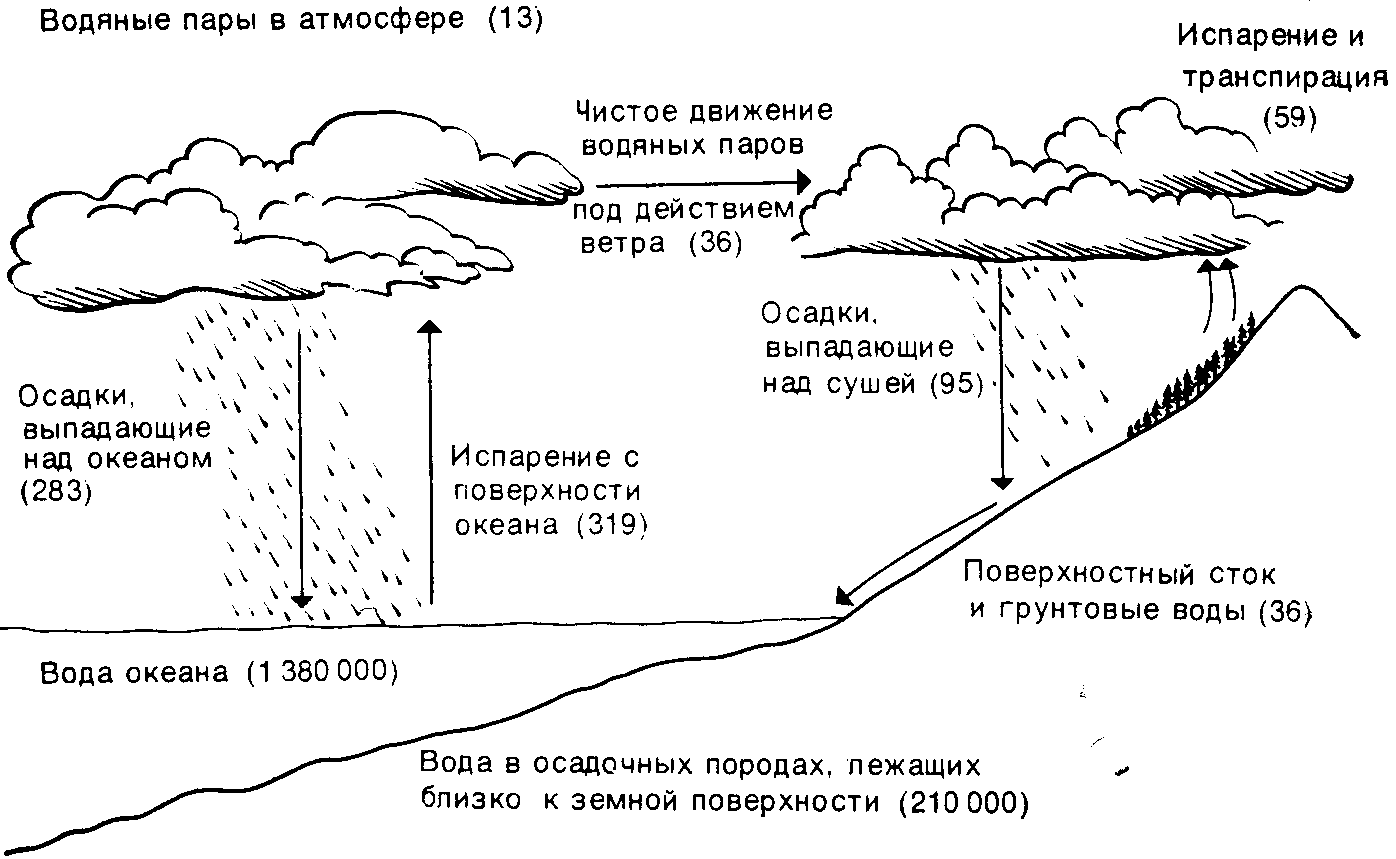 Водяные пары в атмосфере (13)
Испарение и
транспирация
(59)
Чистое движение
водяных паров
под действием
ветра (36)
Осадки,
выпадающие
над сушей (95)
Осадки,
выпадающие
над океаном
(283)
Испарение с
поверхности
океана (319)
Поверхностный сток
и грунтовые воды (36)
Вода океана (1 380 000)
Вода в осадочных породах, лежащих
близко к земной поверхности (210 000)